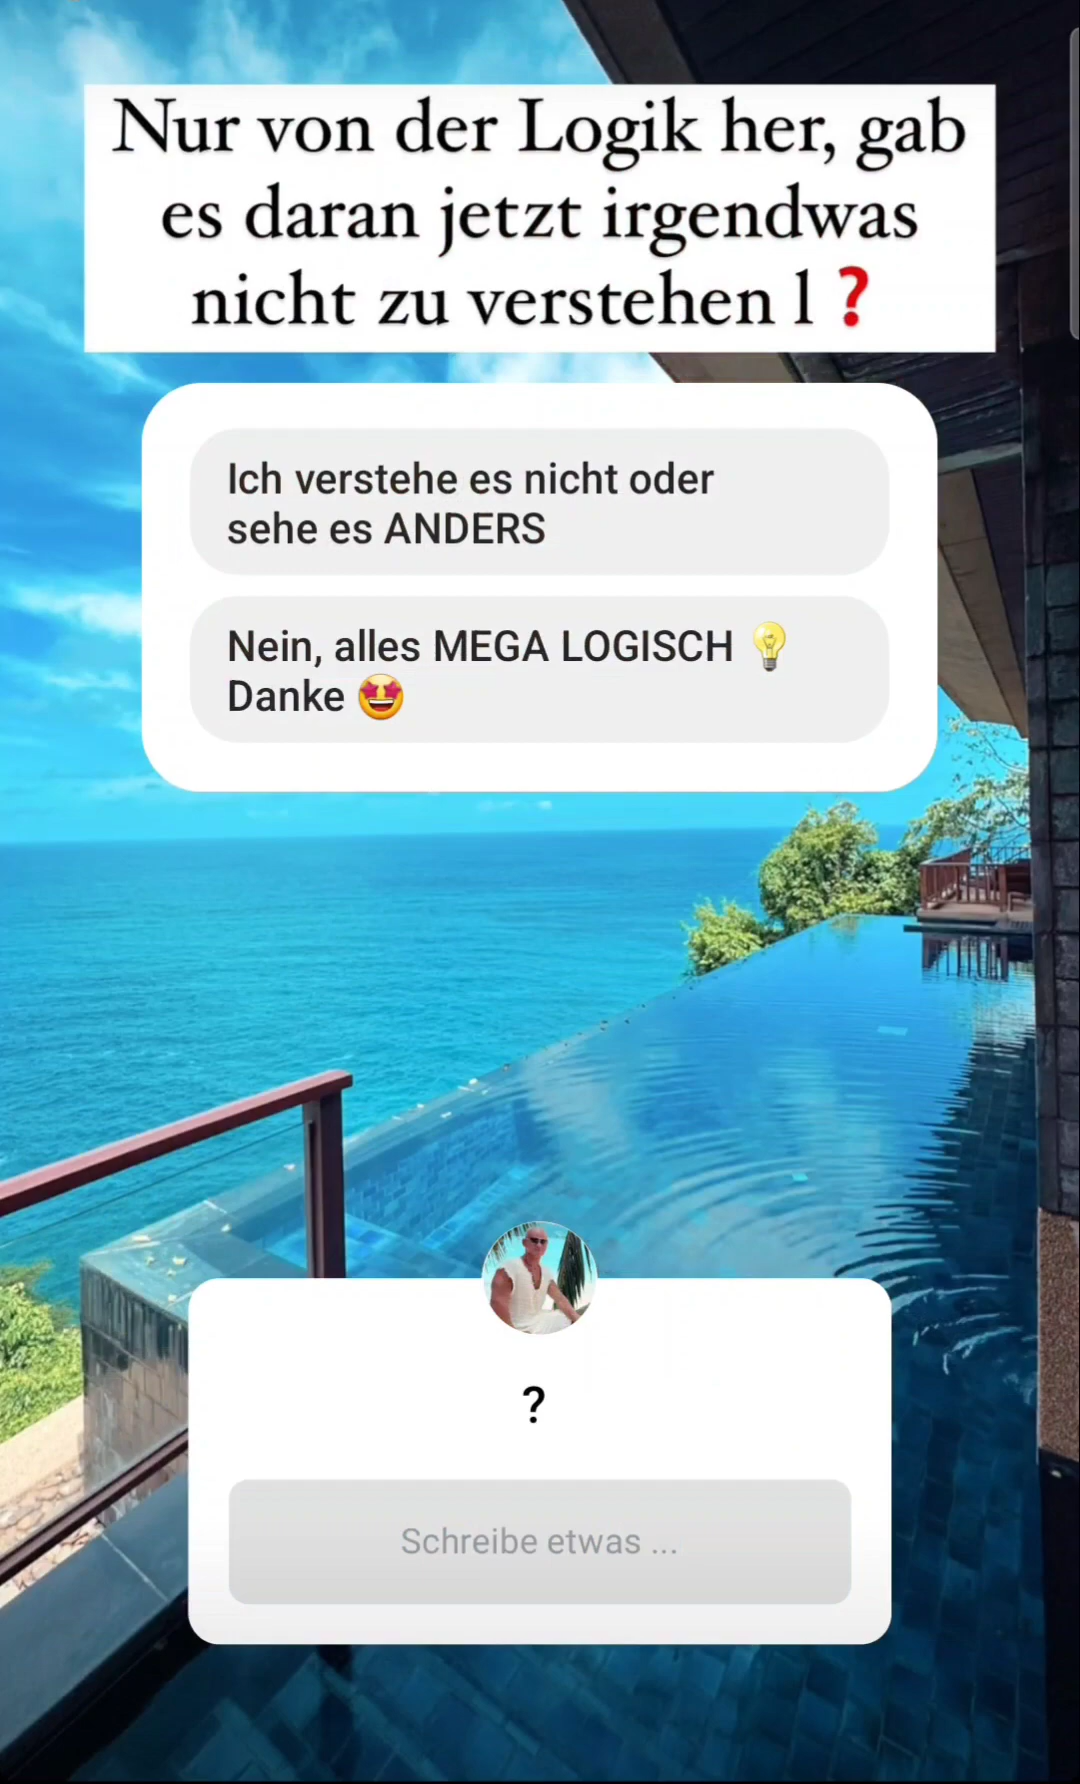 Nur von der Logik her, gab
es daran jetzt irgendwas
nicht zu verstehen l ❓
Ich verstehe es nicht oder
sehe es ANDERS
Nein, alles MEGA LOGISCH 💡
Danke 🤩
?
Schreibe etwas ...